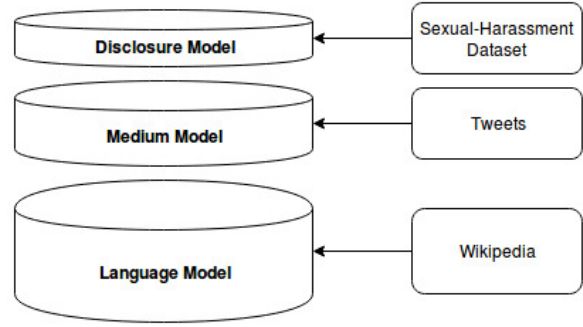 Disclosure Model
Sexual-Harassment
Dataset
Medium Model
Tweets
Language Model
Wikipedia